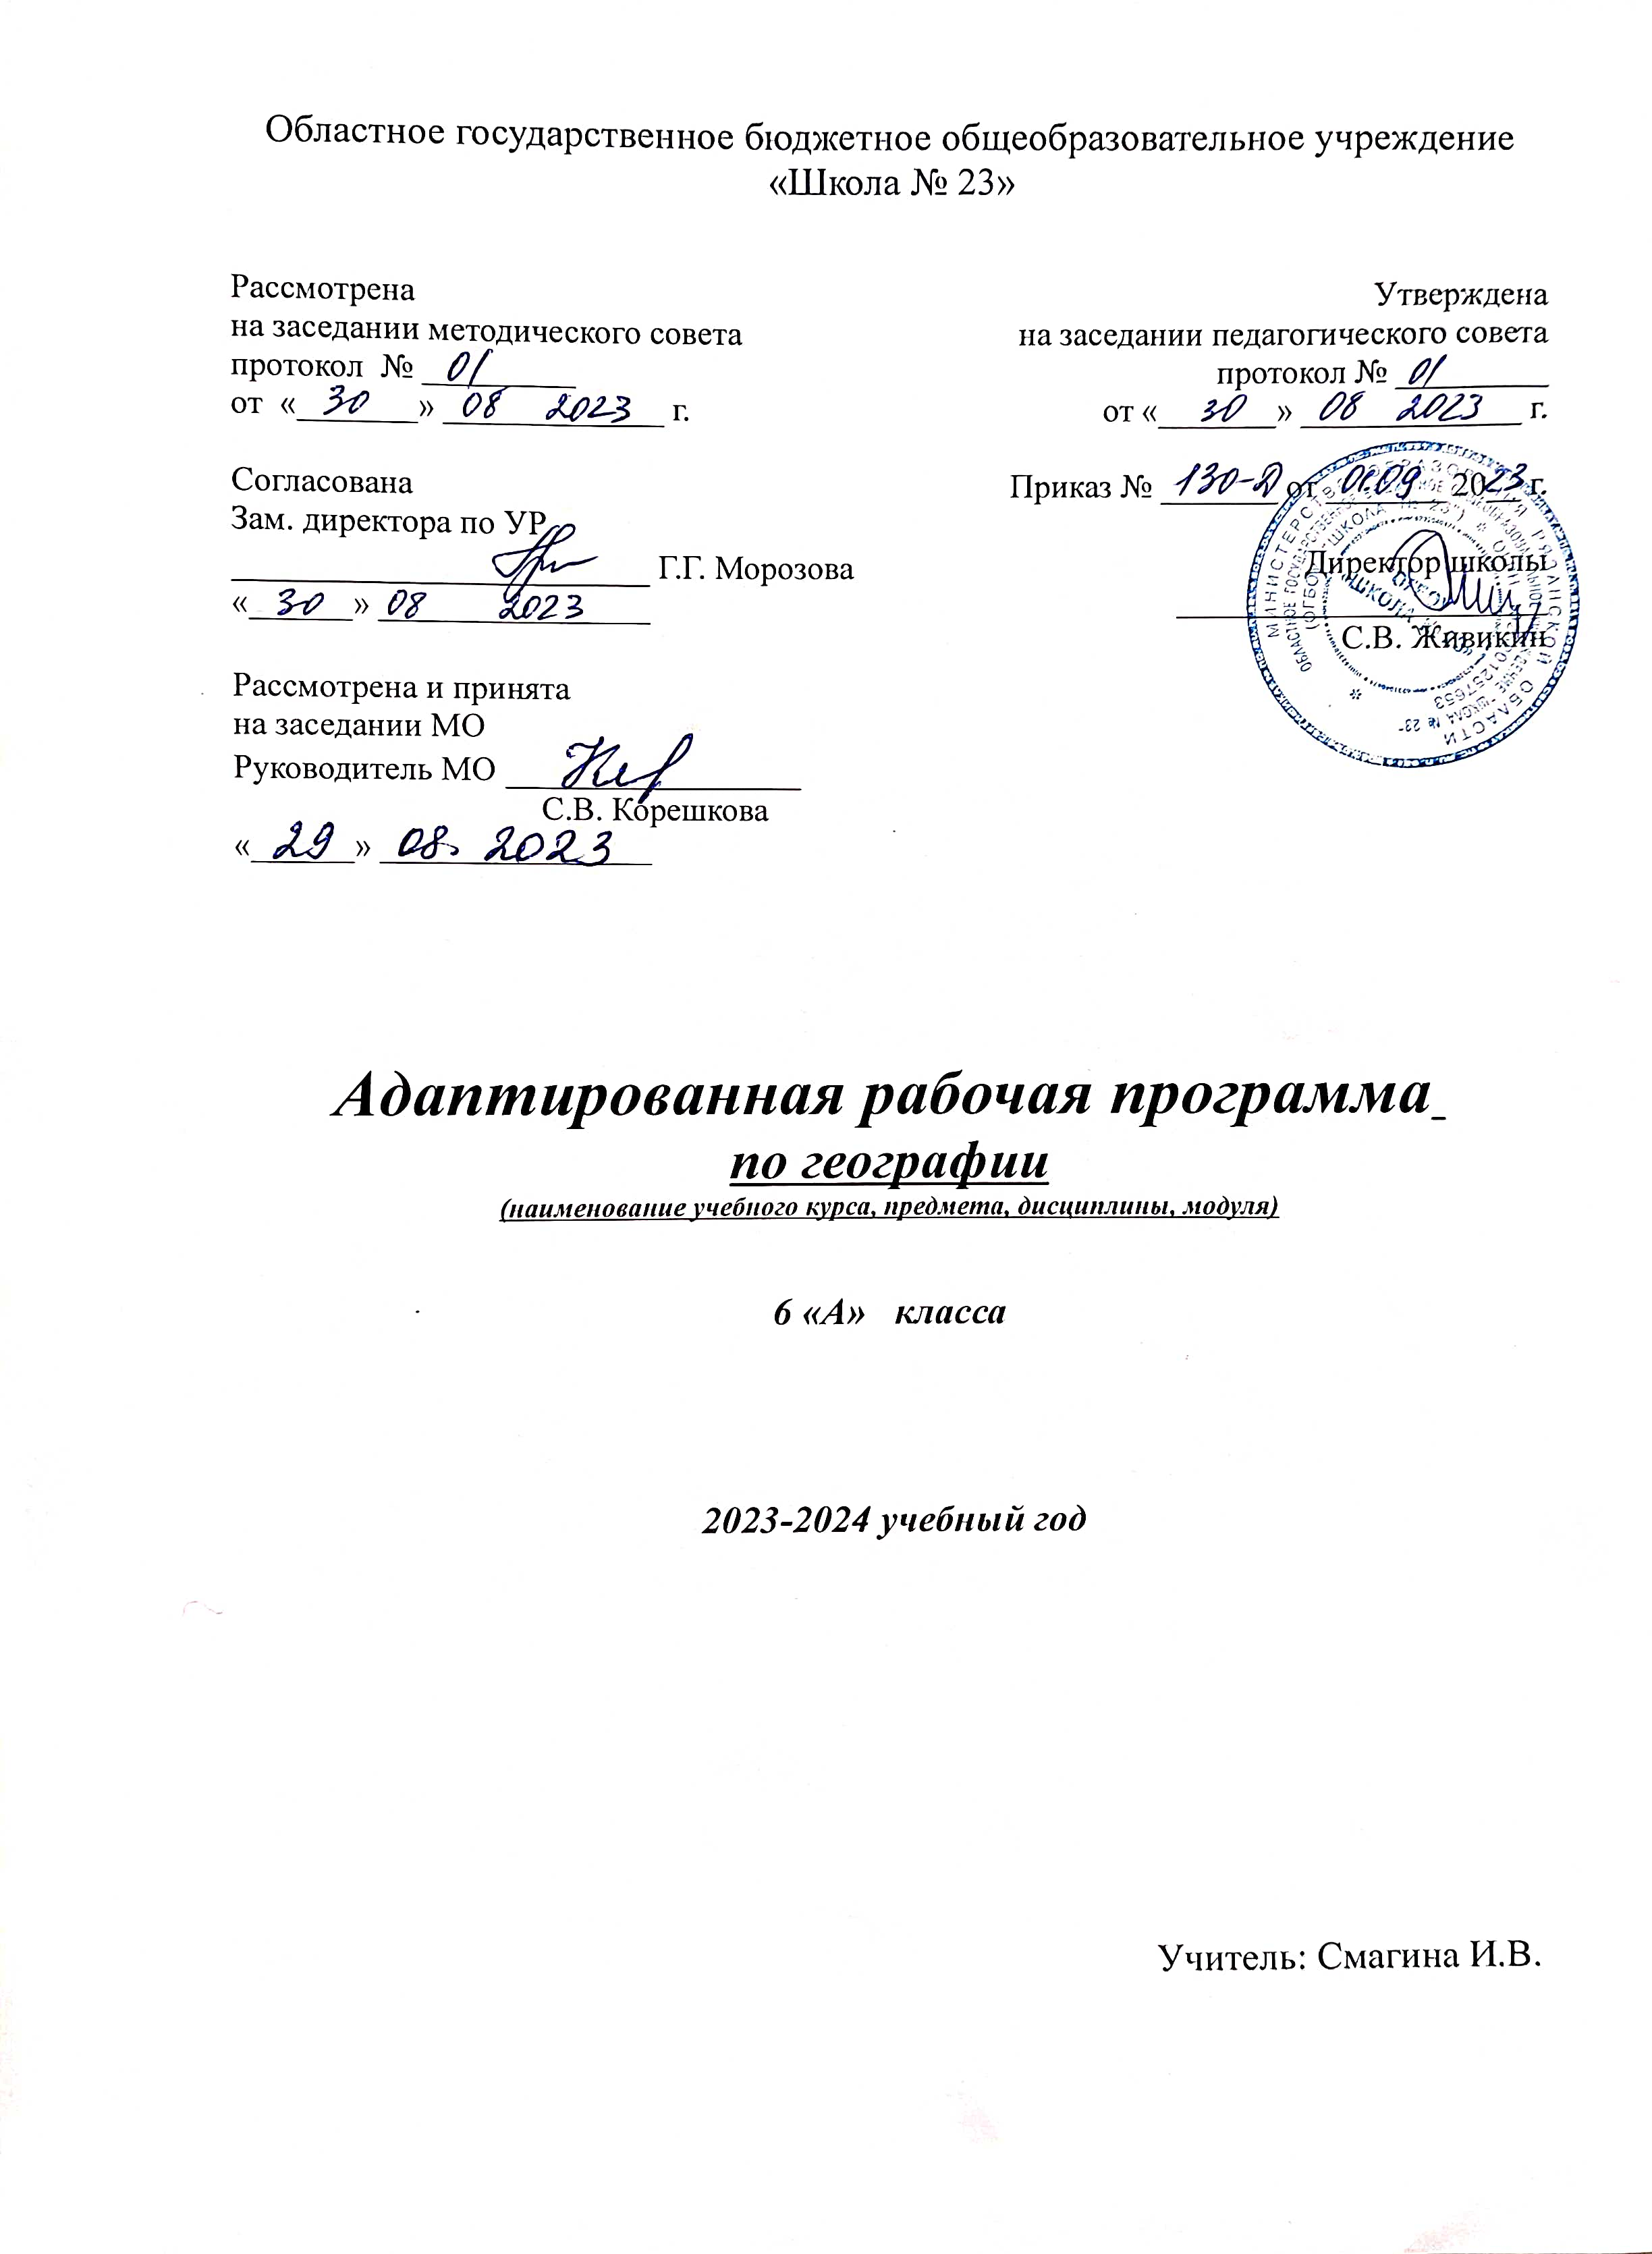 Областное государственное бюджетное общеобразовательное учреждение
«Школа № 23»
Рассмотрена
на заседании методического совета
протокол № 01
от «30» 08 2023 г.
Утверждена
на заседании педагогического совета
протокол № 01
от «30» 08 2023 г.
Приказ № 130-Д от 01.09 2023 г.
Директор школы
С.В. Живикин
Согласована
Зам. директора по УР
Г.Г. Морозова
«30» 08 2023
Рассмотрена и принята
на заседании МО
Руководитель МО
С.В. Корешкова
«29» 08. 2023
МИНИСТЕРСТВО ОБРАЗОВАНИЯ РЯЗАНСКОЙ ОБЛАСТИ
Адаптированная рабочая программа
по географии
(наименование учебного курса, предмета, дисциплины, модуля)
6 «А» класса
2023-2024 учебный год
Учитель: Смагина И.В.